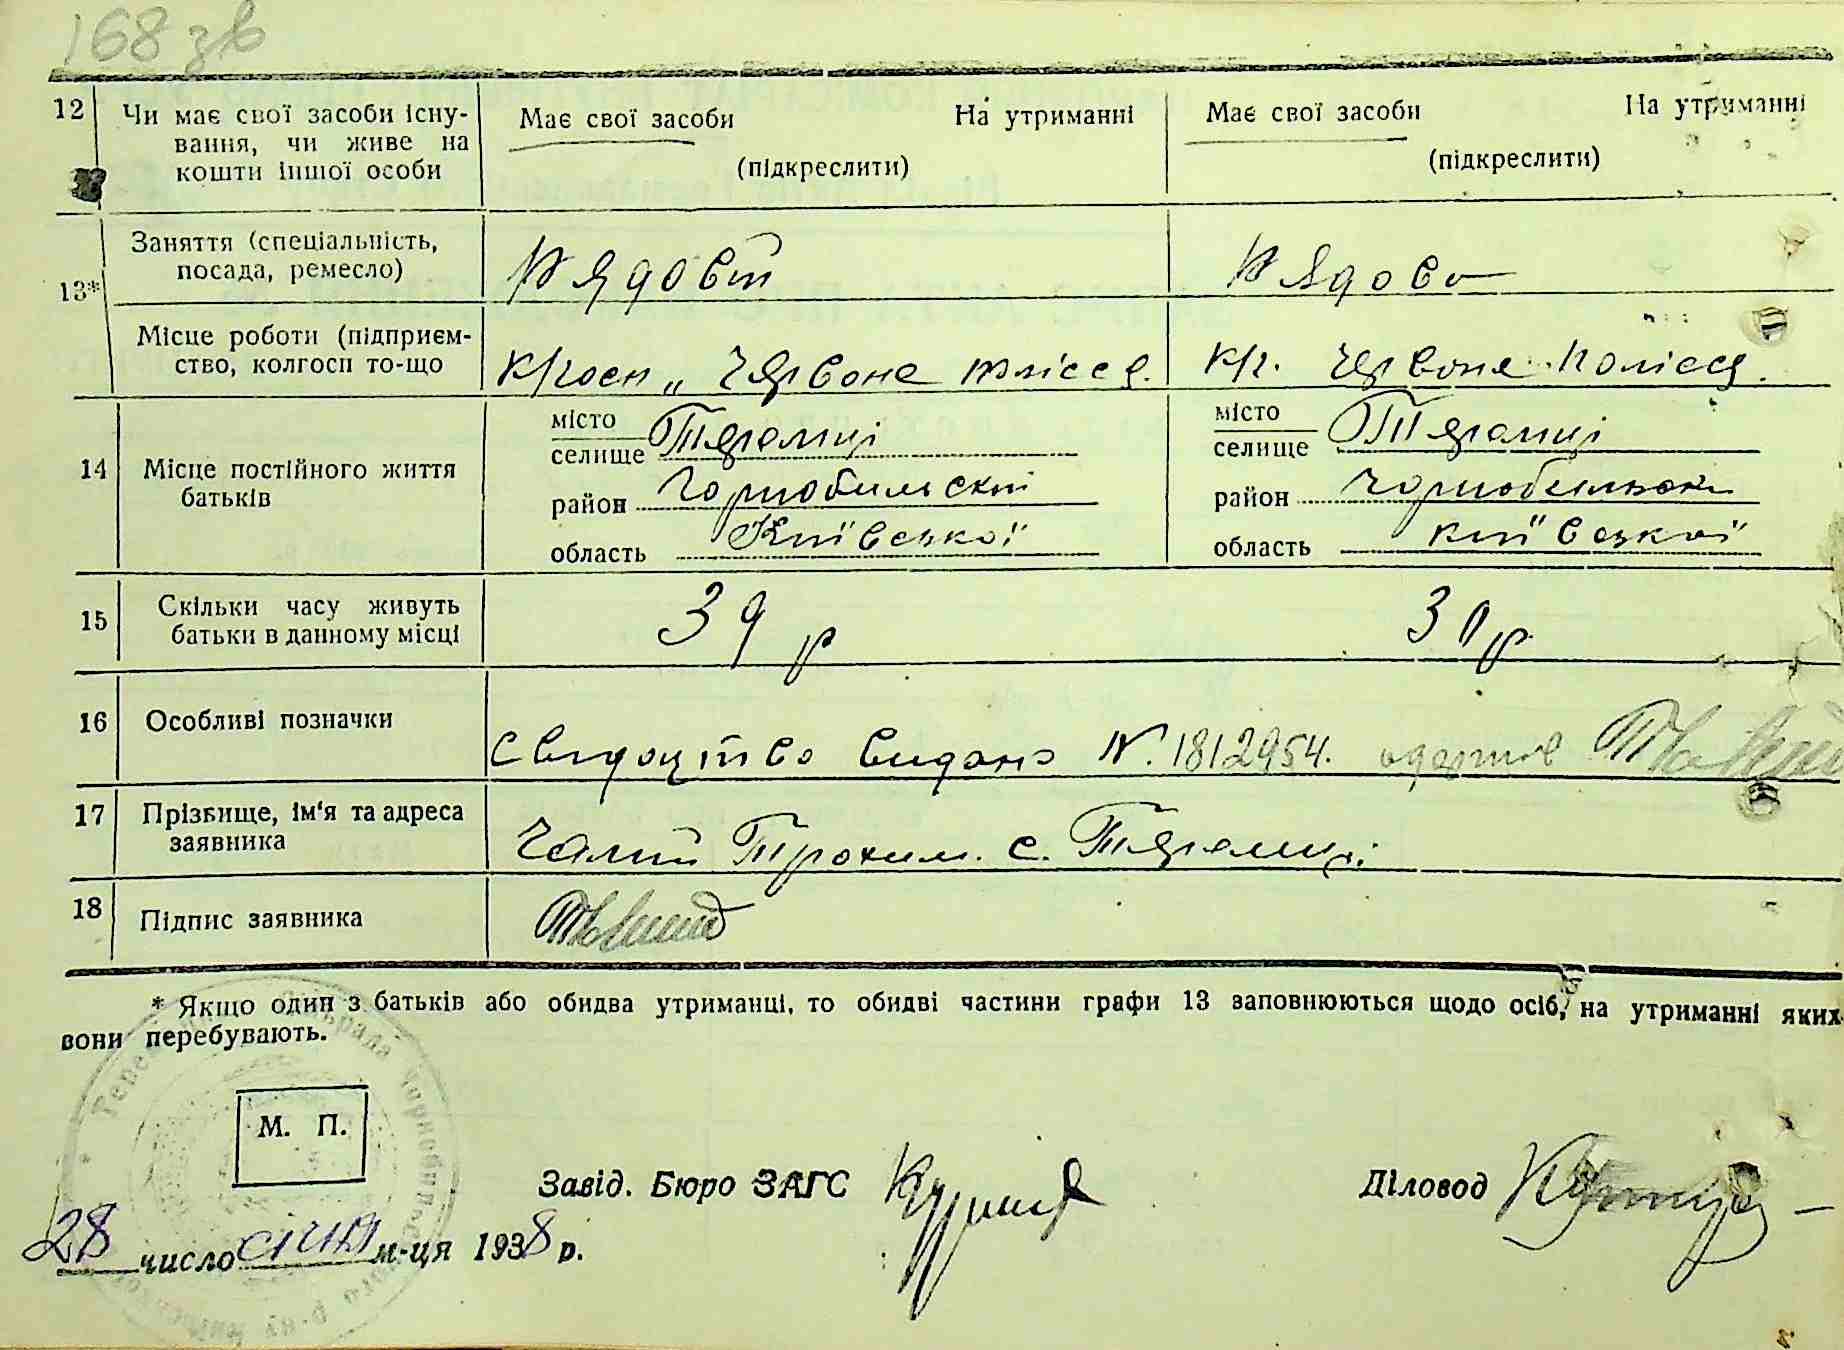 168 зв
12 Чи має свої засоби існу-
вання, чи живе на
кошти іншої особи
Має свої засоби На утриманні
(підкреслити)
Має свої засоби На утриманні
(підкреслити)
13* Заняття (спеціальність,
посада, ремесло)
Рядовий
Рядова
Місце роботи (підприєм-
ство, колгосп то-що
К/госп „ Червоне Полісся.
К/г. Червоне Полісся.
14 Місце постійного життя
батьків
місто
селище Теремці
район Чорнобильский
область Київської
місто
селище Теремці
район Чорнобильськи
область Київської
15 Скільки часу живуть
батьки в данному місці
39 р
30 р.
16 Особливі позначки
Свидоцтво видано N. 1812954.
17 Прізвище, ім'я та адреса
заявника
Чалий Трохим. с. Теремці
18 Підпис заявника
* Якщо один з батьків або обидва утриманці, то обидві частини графи 13 заповнюються щодо осіб, на утриманні яких
вони перебувають.
М. П.
Завід. Бюро ЗАГС
Діловод
28 число січня м-ця 1938 р.